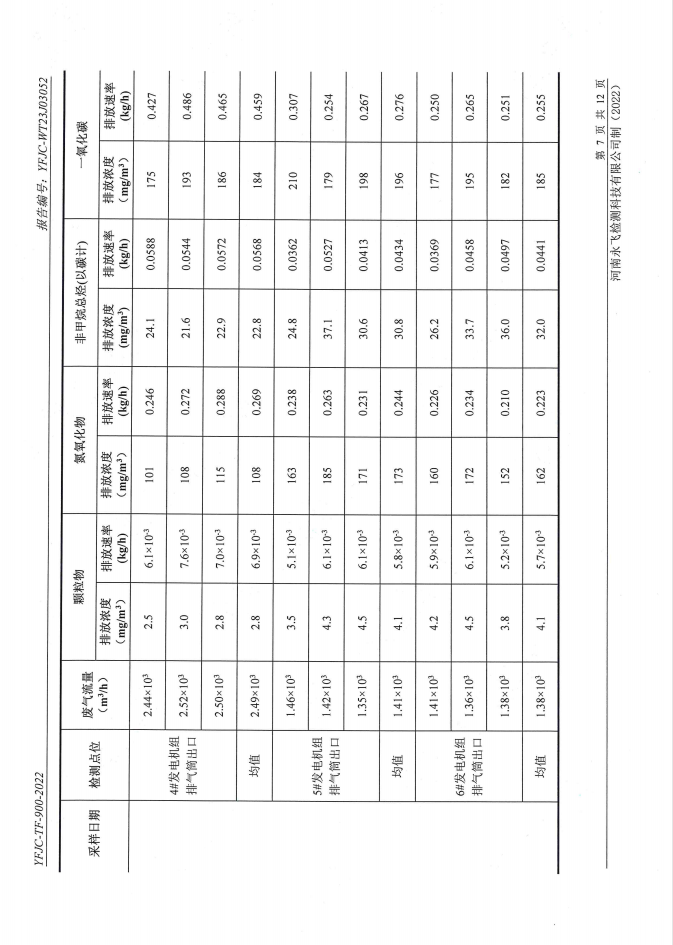 YFJC-TF-900-2022 报告编号：YFJC-WT23J03052
采样日期 检测点位 废气流量（m³/h） 颗粒物 氮氧化物 非甲烷总烃(以碳计) 一氧化碳
排放浓度（mg/m³） 排放速率(kg/h) 排放浓度（mg/m³） 排放速率(kg/h) 排放浓度(mg/m³) 排放速率(kg/h) 排放浓度（mg/m³） 排放速率(kg/h)
4#发电机组排气筒出口 2.44×10³ 2.5 6.1×10⁻³ 101 0.246 24.1 0.0588 175 0.427
2.52×10³ 3.0 7.6×10⁻³ 108 0.272 21.6 0.0544 193 0.486
2.50×10³ 2.8 7.0×10⁻³ 115 0.288 22.9 0.0572 186 0.465
均值 2.49×10³ 2.8 6.9×10⁻³ 108 0.269 22.8 0.0568 184 0.459
5#发电机组排气筒出口 1.46×10³ 3.5 5.1×10⁻³ 163 0.238 24.8 0.0362 210 0.307
1.42×10³ 4.3 6.1×10⁻³ 185 0.263 37.1 0.0527 179 0.254
1.35×10³ 4.5 6.1×10⁻³ 171 0.231 30.6 0.0413 198 0.267
均值 1.41×10³ 4.1 5.8×10⁻³ 173 0.244 30.8 0.0434 196 0.276
6#发电机组排气筒出口 1.41×10³ 4.2 5.9×10⁻³ 160 0.226 26.2 0.0369 177 0.250
1.36×10³ 4.5 6.1×10⁻³ 172 0.234 33.7 0.0458 195 0.265
1.38×10³ 3.8 5.2×10⁻³ 152 0.210 36.0 0.0497 182 0.251
均值 1.38×10³ 4.1 5.7×10⁻³ 162 0.223 32.0 0.0441 185 0.255
第 7 页 共 12 页
河南永飞检测科技有限公司制（2022）